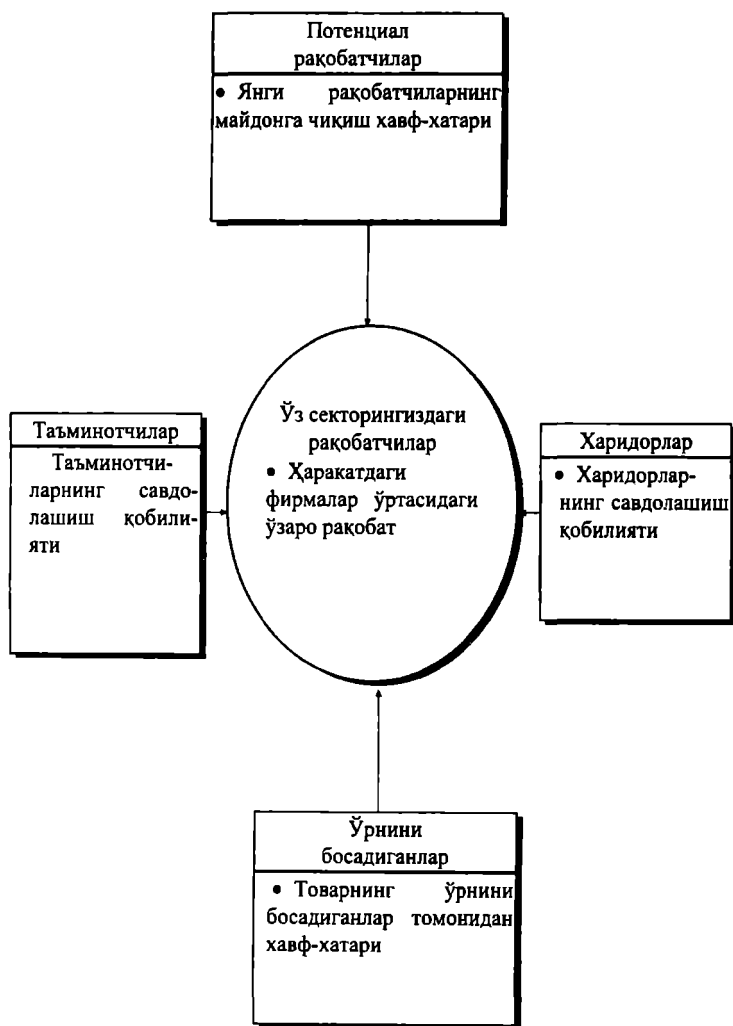 Потенциал
рақобатчилар
• Янги рақобатчиларнинг
майдонга чиқиш хавф-хатари
Таъминотчилар
Таъминотчи-
ларнинг савдо-
лашиш қобили-
яти
Ўз секторингиздаги
рақобатчилар
• Ҳаракатдаги
фирмалар ўртасидаги
ўзаро рақобат
Харидорлар
• Харидорлар-
нинг савдолашиш
қобилияти
Ўрнини
босадиганлар
• Товарнинг ўрнини
босадиганлар томонидан
хавф-хатари